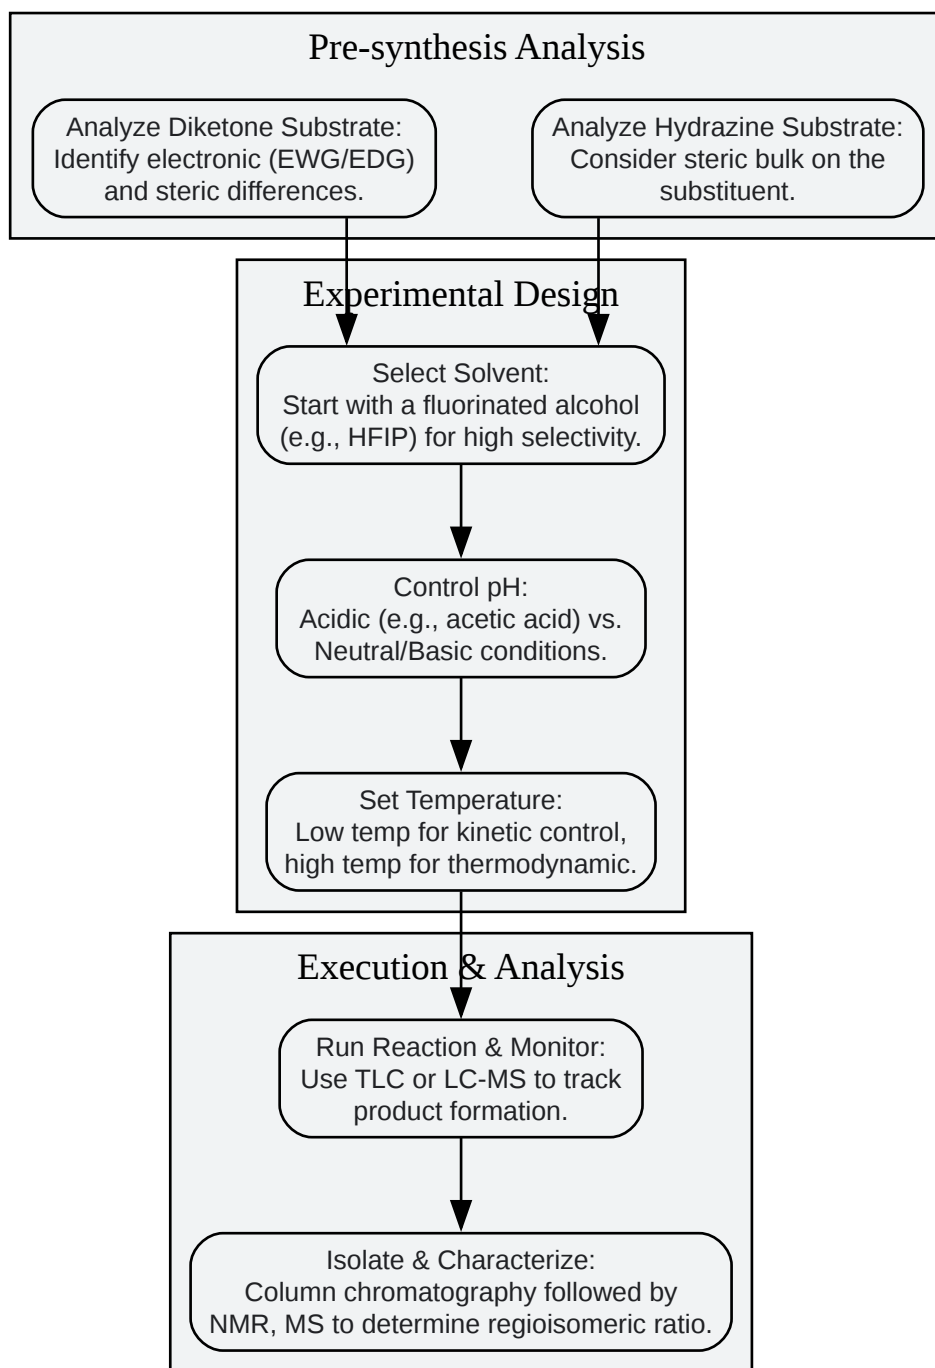 Pre-synthesis Analysis
Analyze Diketone Substrate:
Identify electronic (EWG/EDG)
and steric differences.
Analyze Hydrazine Substrate:
Consider steric bulk on the
substituent.
Experimental Design
Select Solvent:
Start with a fluorinated alcohol
(e.g., HFIP) for high selectivity.
Control pH:
Acidic (e.g., acetic acid) vs.
Neutral/Basic conditions.
Set Temperature:
Low temp for kinetic control,
high temp for thermodynamic.
Execution & Analysis
Run Reaction & Monitor:
Use TLC or LC-MS to track
product formation.
Isolate & Characterize:
Column chromatography followed by
NMR, MS to determine regioisomeric ratio.